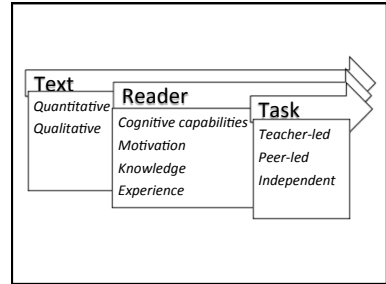 Text
Quantitative
Qualitative
Reader
Cognitive capabilities
Motivation
Knowledge
Experience
Task
Teacher-led
Peer-led
Independent